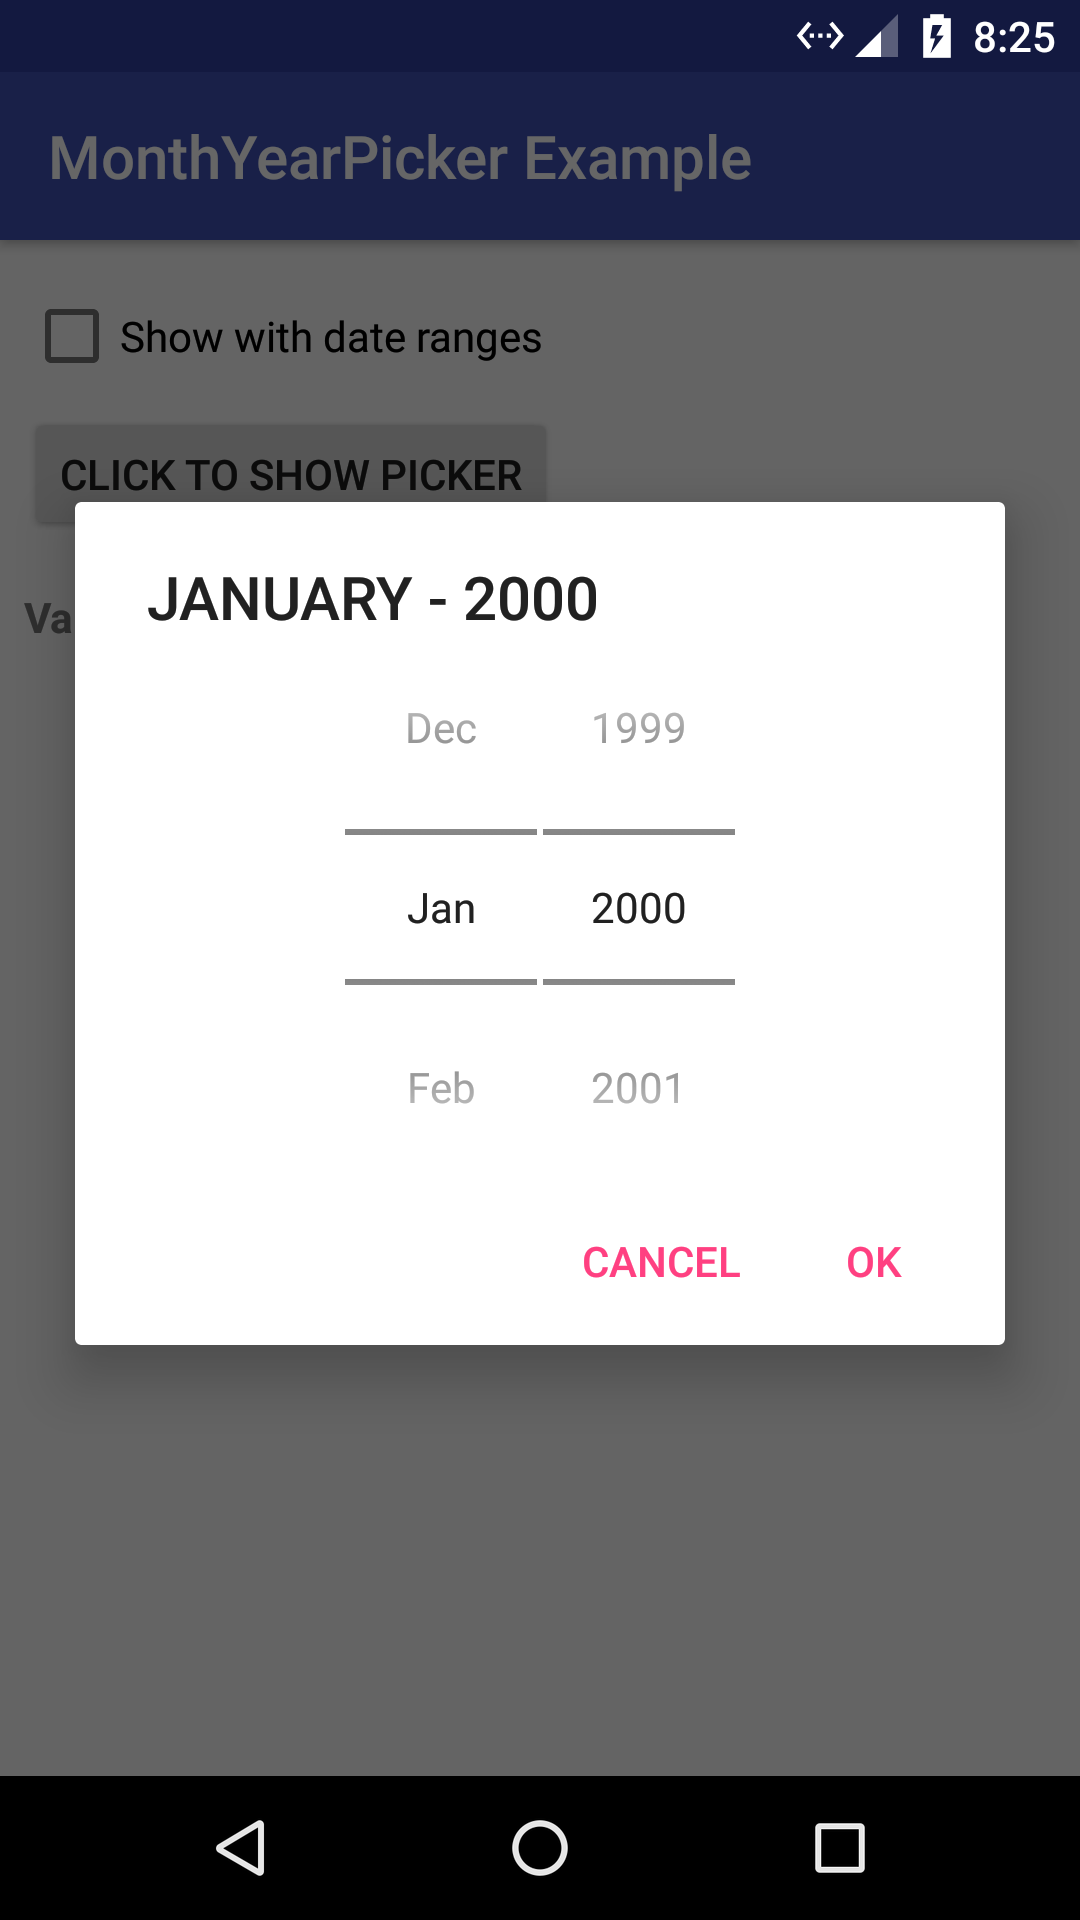 8:25
MonthYearPicker Example
Show with date ranges
CLICK TO SHOW PICKER
Va
JANUARY - 2000
Dec 1999
Jan 2000
Feb 2001
CANCEL OK